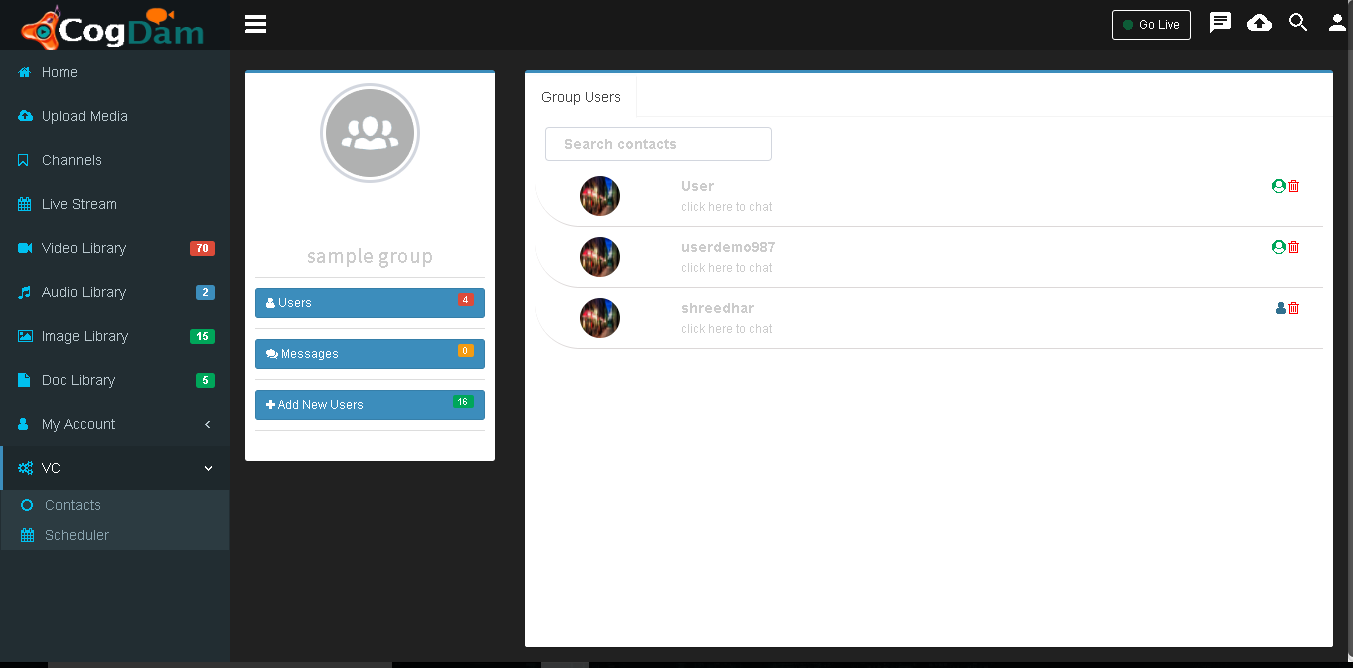 CogDam
Go Live
Home
Upload Media
Channels
Live Stream
Video Library 70
Audio Library 2
Image Library 15
Doc Library 5
My Account
VC
Contacts
Scheduler
sample group
Users 4
Messages 0
Add New Users 16
Group Users
Search contacts
User
click here to chat
userdemo987
click here to chat
shreedhar
click here to chat